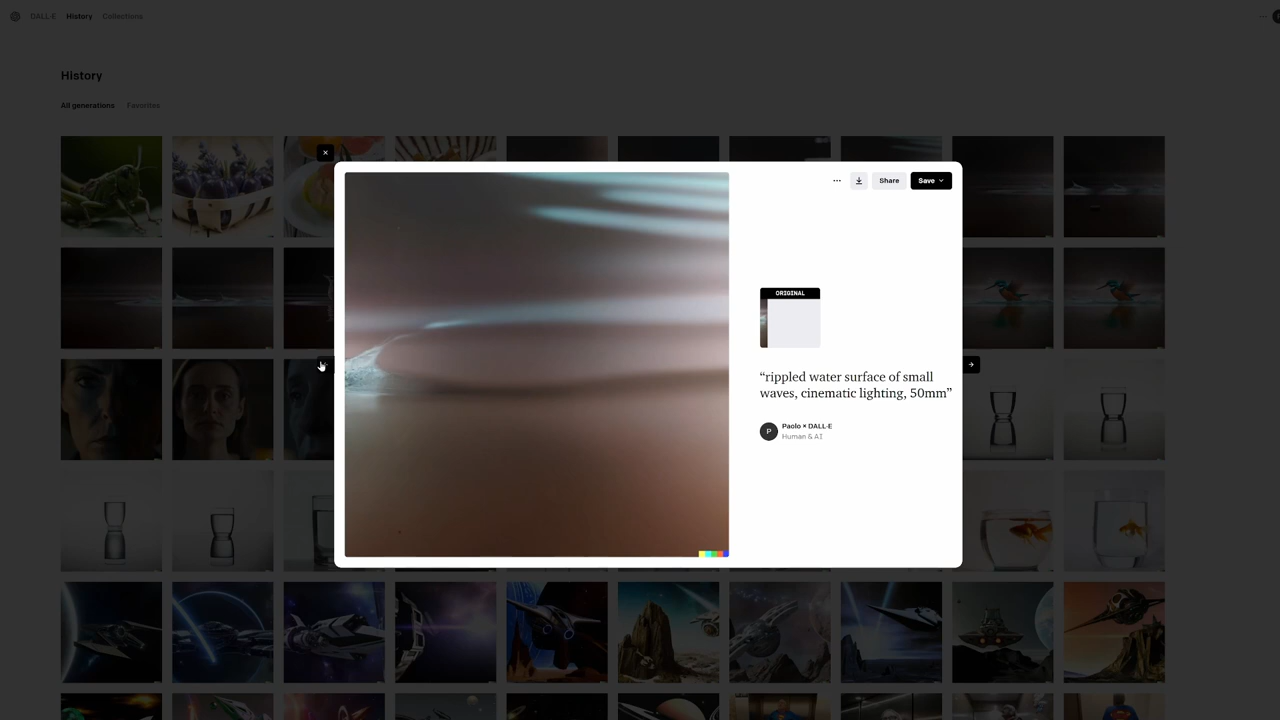 DALL·E History Collections
History
All generations Favorites
Share Save
ORIGINAL
“rippled water surface of small
waves, cinematic lighting, 50mm”
P
Paolo × DALL·E
Human & AI